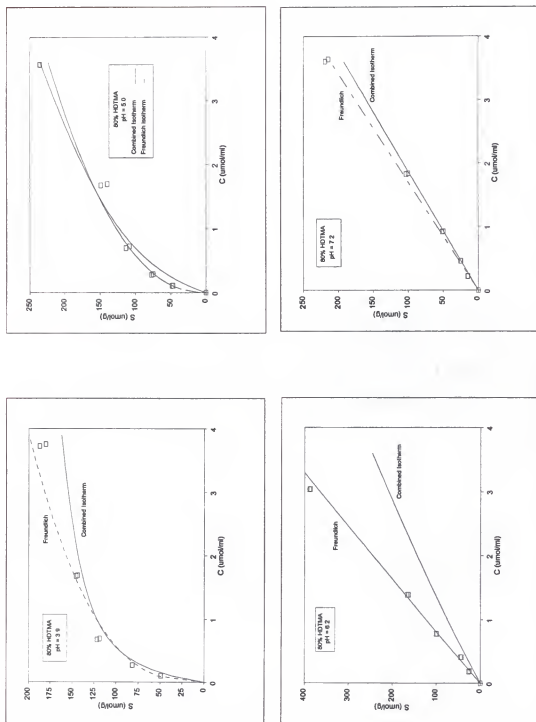 250
200
150
100
50
0
S (umol/g)
80% HDTMA
pH = 5 0
Combined Isotherm
Freundlich isotherm
0
1
2
3
4
C (umol/ml)
250
200
150
100
50
0
S (umol/g)
80% HDTMA
pH = 7 2
Freundlich
Combined Isotherm
0
1
2
3
4
C (umol/ml)
200
175
150
125
100
75
50
25
0
S (umol/g)
80% HDTMA
pH = 3 9
Freundlich
Combined Isotherm
0
1
2
3
4
C (umol/ml)
400
300
200
100
0
S (umol/g)
80% HDTMA
pH = 6 2
Freundlich
Combined Isotherm
0
1
2
3
4
C (umol/ml)